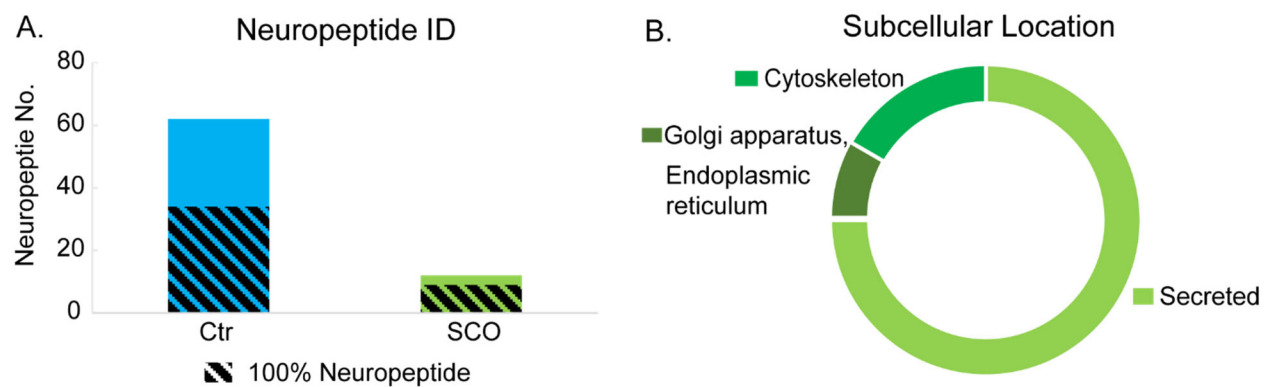 A.
Neuropeptide ID
Neuropeptie No.
80
60
40
20
0
Ctr
SCO
100% Neuropeptide
B.
Subcellular Location
Cytoskeleton
Golgi apparatus,
Endoplasmic
reticulum
Secreted